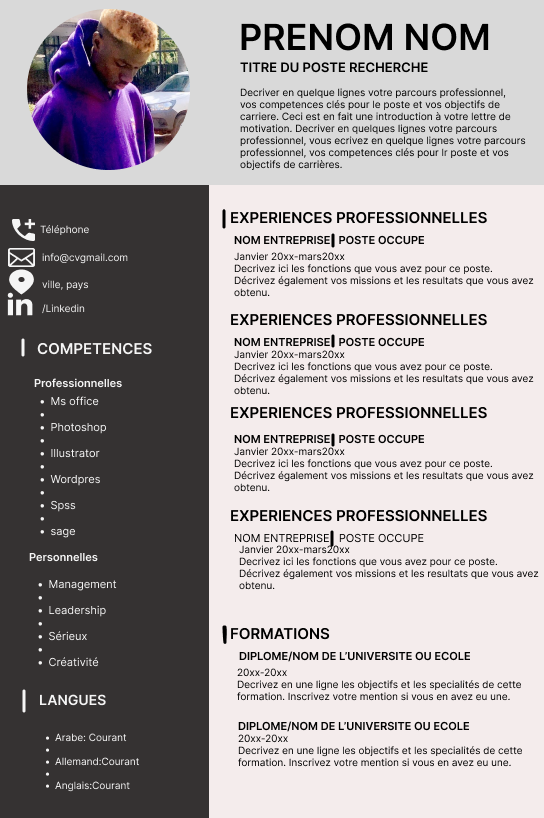 PRENOM NOM
TITRE DU POSTE RECHERCHE
Decriver en quelque lignes votre parcours professionnel,
vos competences clés pour le poste et vos objectifs de
carriere. Ceci est en fait une introduction à votre lettre de
motivation. Decriver en quelques lignes votre parcours
professionnel, vous ecrivez en quelque lignes votre parcours
professionnel, vos competences clés pour lr poste et vos
objectifs de carrières.
Téléphone
info@cvgmail.com
ville, pays
in /Linkedin
COMPETENCES
Professionnelles
• Ms office
•
• Photoshop
•
• Illustrator
•
• Wordpres
•
• Spss
•
• sage
Personnelles
• Management
•
• Leadership
•
• Sérieux
•
• Créativité
LANGUES
• Arabe: Courant
•
• Allemand:Courant
•
• Anglais:Courant
EXPERIENCES PROFESSIONNELLES
NOM ENTREPRISE| POSTE OCCUPE
Janvier 20xx-mars20xx
Decrivez ici les fonctions que vous avez pour ce poste.
Décrivez également vos missions et les resultats que vous avez
obtenu.
EXPERIENCES PROFESSIONNELLES
NOM ENTREPRISE| POSTE OCCUPE
Janvier 20xx-mars20xx
Decrivez ici les fonctions que vous avez pour ce poste.
Décrivez également vos missions et les resultats que vous avez
obtenu.
EXPERIENCES PROFESSIONNELLES
NOM ENTREPRISE| POSTE OCCUPE
Janvier 20xx-mars20xx
Decrivez ici les fonctions que vous avez pour ce poste.
Décrivez également vos missions et les resultats que vous avez
obtenu.
EXPERIENCES PROFESSIONNELLES
NOM ENTREPRISE| POSTE OCCUPE
Janvier 20xx-mars20xx
Decrivez ici les fonctions que vous avez pour ce poste.
Décrivez également vos missions et les resultats que vous avez
obtenu.
FORMATIONS
DIPLOME/NOM DE L’UNIVERSITE OU ECOLE
20xx-20xx
Decrivez en une ligne les objectifs et les specialités de cette
formation. Inscrivez votre mention si vous en avez eu une.
DIPLOME/NOM DE L’UNIVERSITE OU ECOLE
20xx-20xx
Decrivez en une ligne les objectifs et les specialités de cette
formation. Inscrivez votre mention si vous en avez eu une.